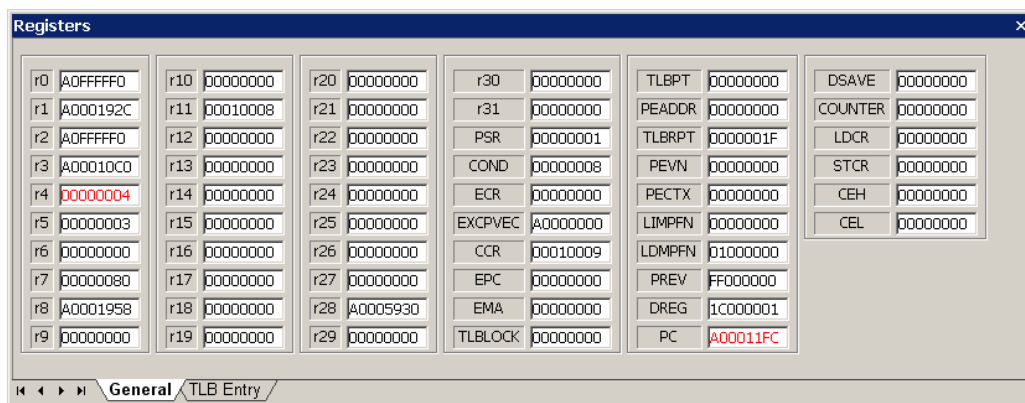 Registers ×
r0 A0FFFFF0 r10 00000000 r20 00000000 r30 00000000 TLBPT 00000000 DSAVE 00000000
r1 A000192C r11 00010008 r21 00000000 r31 00000000 PEADDR 00000000 COUNTER 00000000
r2 A0FFFFF0 r12 00000000 r22 00000000 PSR 00000001 TLBRPT 0000001F LDCR 00000000
r3 A00010C0 r13 00000000 r23 00000000 COND 00000008 PEVN 00000000 STCR 00000000
r4 00000004 r14 00000000 r24 00000000 ECR 00000000 PECTX 00000000 CEH 00000000
r5 00000003 r15 00000000 r25 00000000 EXCPVEC A0000000 LIMPFN 00000000 CEL 00000000
r6 00000000 r16 00000000 r26 00000000 CCR 00010009 LDMPFN 01000000
r7 00000080 r17 00000000 r27 00000000 EPC 00000000 PREV FF000000
r8 A0001958 r18 00000000 r28 A0005930 EMA 00000000 DREG 1C000001
r9 00000000 r19 00000000 r29 00000000 TLBLOCK 00000000 PC A00011FC
General TLB Entry